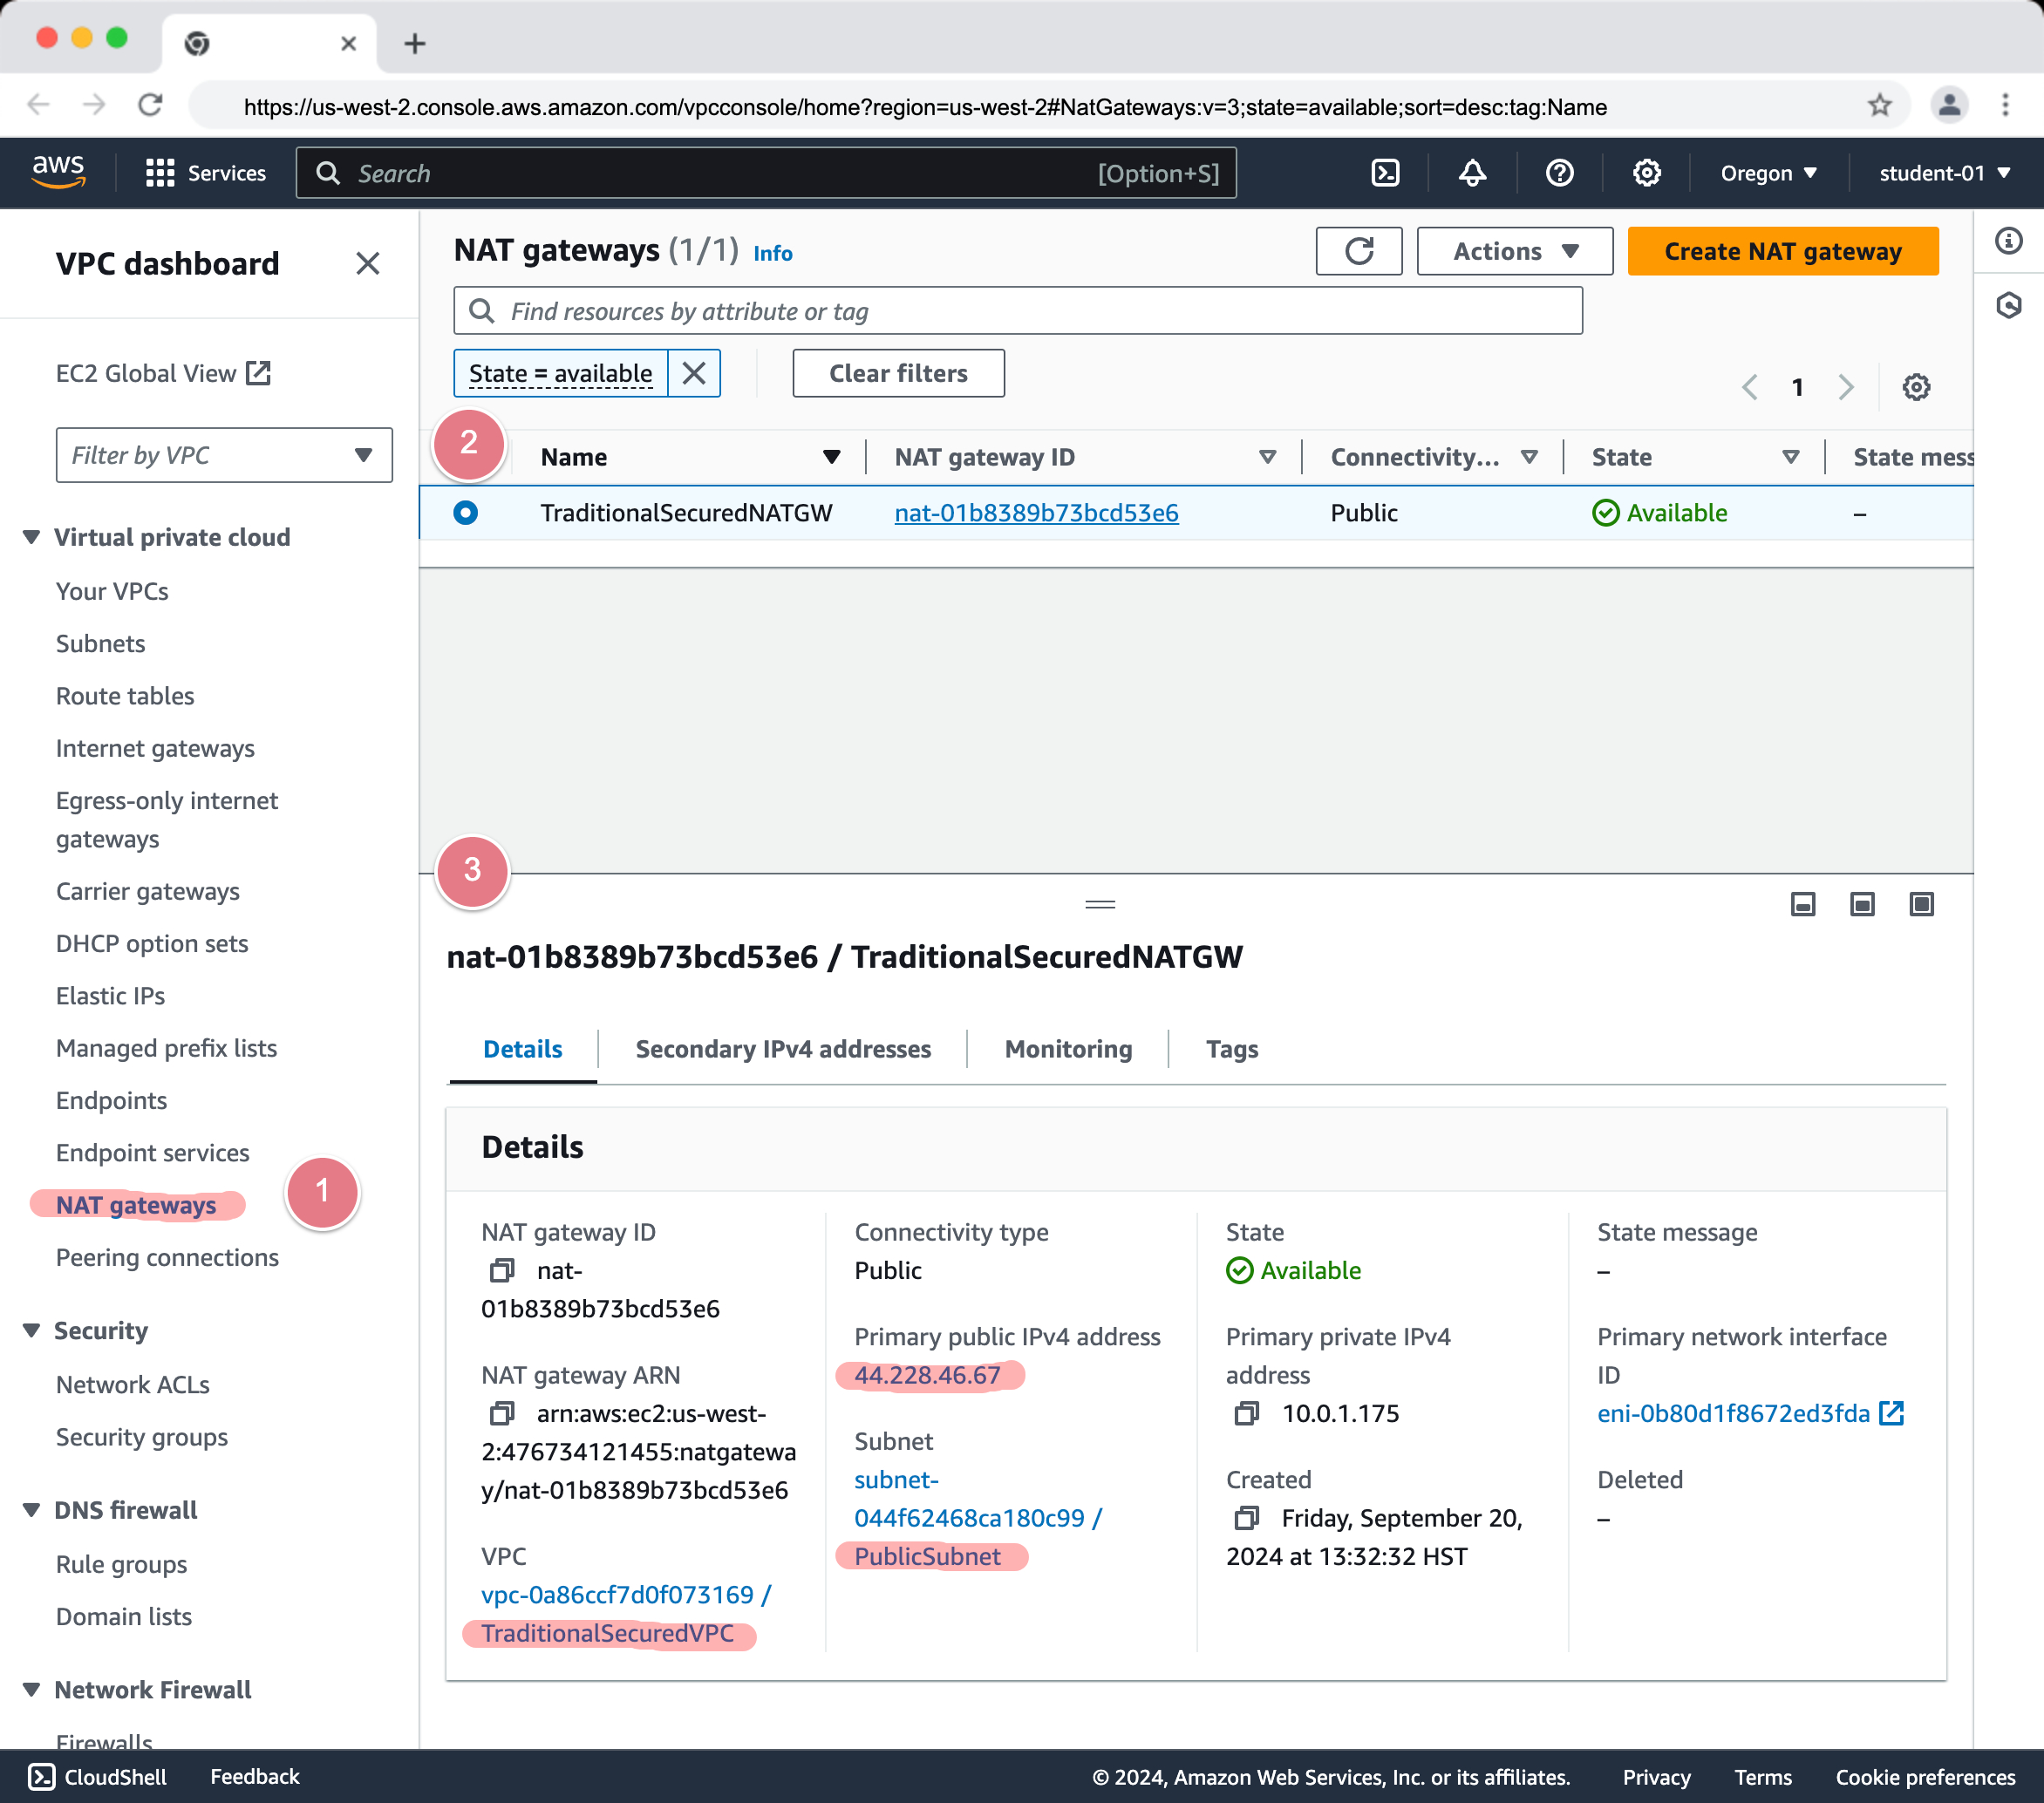 https://us-west-2.console.aws.amazon.com/vpcconsole/home?region=us-west-2#NatGateways:v=3;state=available;sort=desc:tag:Name
aws
Services
Search
[Option+S]
Oregon
student-01
VPC dashboard
EC2 Global View
Filter by VPC
Virtual private cloud
Your VPCs
Subnets
Route tables
Internet gateways
Egress-only internet
gateways
Carrier gateways
DHCP option sets
Elastic IPs
Managed prefix lists
Endpoints
Endpoint services
NAT gateways
1
Peering connections
Security
Network ACLs
Security groups
DNS firewall
Rule groups
Domain lists
Network Firewall
Firewalls
NAT gateways (1/1) Info
Actions
Create NAT gateway
Find resources by attribute or tag
State = available
Clear filters
1
2
Name
NAT gateway ID
Connectivity...
State
State mess
TraditionalSecuredNATGW
nat-01b8389b73bcd53e6
Public
Available
–
3
nat-01b8389b73bcd53e6 / TraditionalSecuredNATGW
Details
Secondary IPv4 addresses
Monitoring
Tags
Details
NAT gateway ID
nat-
01b8389b73bcd53e6
NAT gateway ARN
arn:aws:ec2:us-west-
2:476734121455:natgatewa
y/nat-01b8389b73bcd53e6
VPC
vpc-0a86ccf7d0f073169 /
TraditionalSecuredVPC
Connectivity type
Public
Primary public IPv4 address
44.228.46.67
Subnet
subnet-
044f62468ca180c99 /
PublicSubnet
State
Available
Primary private IPv4
address
10.0.1.175
Created
Friday, September 20,
2024 at 13:32:32 HST
State message
–
Primary network interface
ID
eni-0b80d1f8672ed3fda
Deleted
–
CloudShell
Feedback
© 2024, Amazon Web Services, Inc. or its affiliates.
Privacy
Terms
Cookie preferences